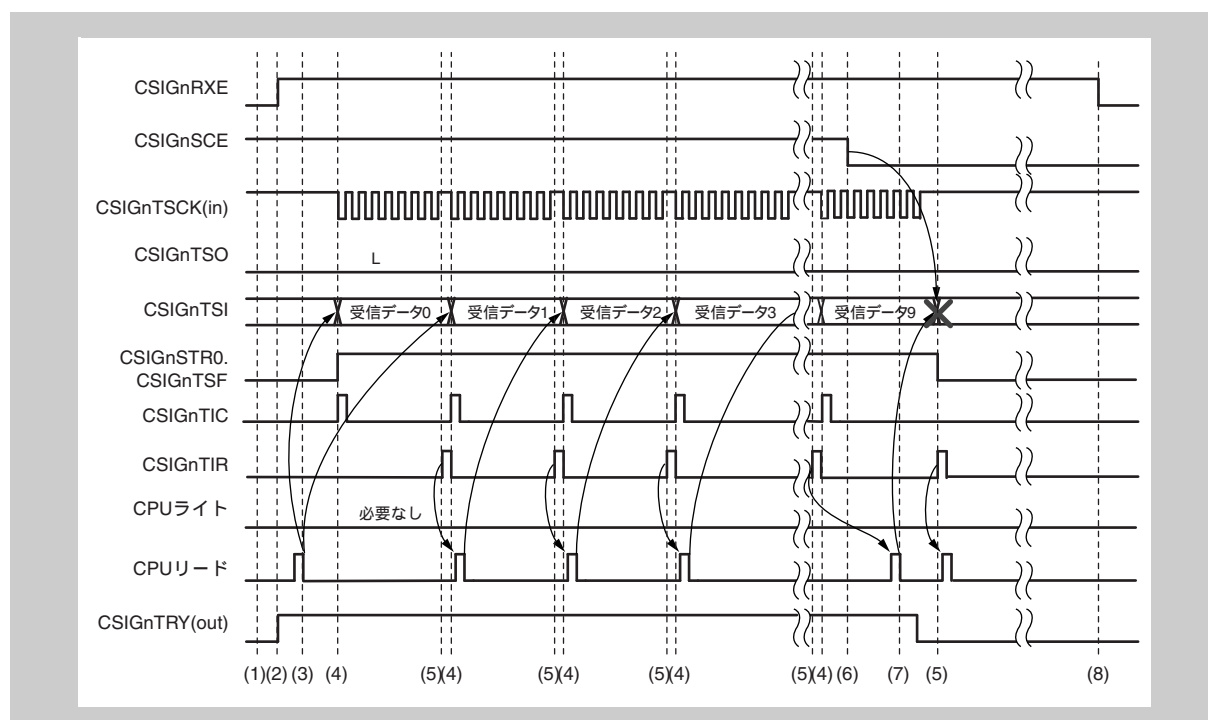 CSIGnRXE
CSIGnSCE
CSIGnTSCK(in)
CSIGnTSO
L
CSIGnTSI
受信データ0
受信データ1
受信データ2
受信データ3
受信データ9
CSIGnSTR0.
CSIGnTSF
CSIGnTIC
CSIGnTIR
CPUライト
必要なし
CPUリード
CSIGnTRY(out)
(1)(2) (3) (4) (5)(4) (5)(4) (5)(4) (5)(4) (6) (7) (5) (8)